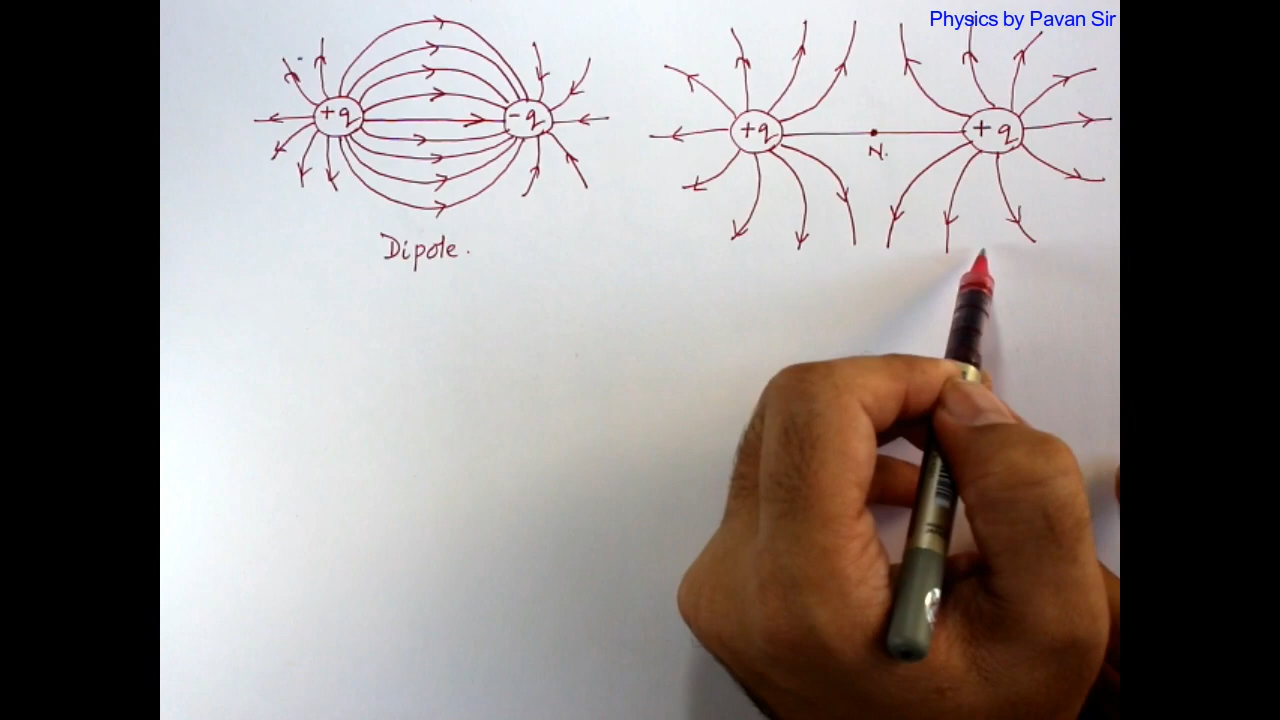 Physics by Pavan Sir
+q
-q
+q
+q
N.
Dipole.